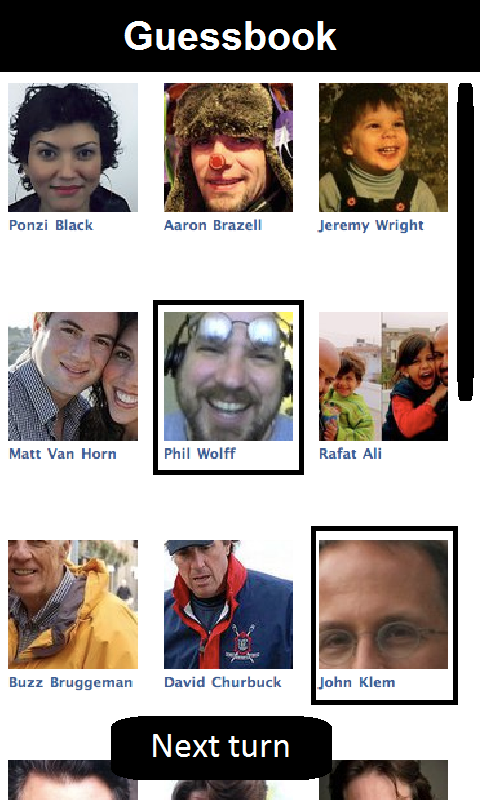 Guessbook
Ponzi Black
Aaron Brazell
Jeremy Wright
Matt Van Horn
Phil Wolff
Rafat Ali
Buzz Bruggeman
David Churbuck
John Klem
Next turn